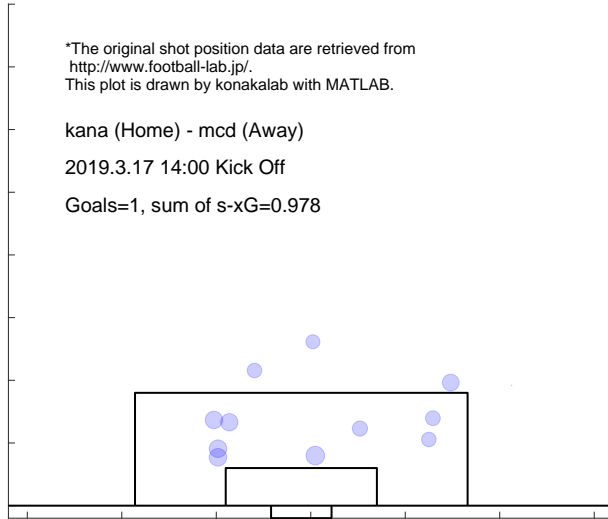 *The original shot position data are retrieved from
http://www.football-lab.jp/.
This plot is drawn by konakalab with MATLAB.
kana (Home) - mcd (Away)
2019.3.17 14:00 Kick Off
Goals=1, sum of s-xG=0.978